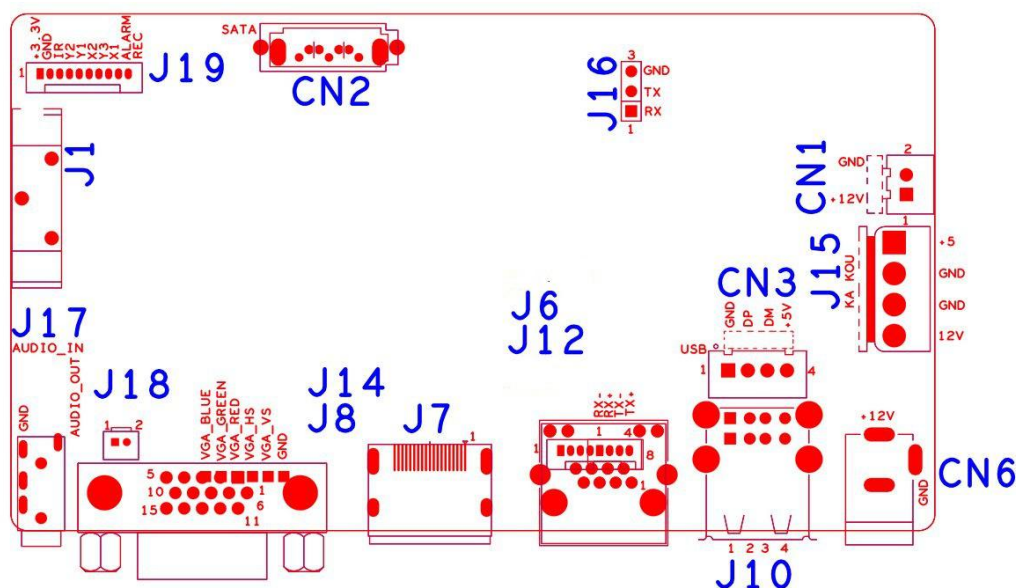 +3.3V
GND
IR
Y2
Y1
X2
Y3
X1
ALARM
REC
1
J19
SATA
CN2
J16
3
GND
TX
RX
1
J1
CN1
GND
+12V
2
1
J15
KA KOU
+5
GND
GND
12V
J17
AUDIO_IN
AUDIO_OUT
GND
J18
1 2
J6
J12
CN3
GND
DP
DM
+5V
USB
1 4
J14
J8
J7
1
VGA_BLUE
VGA_GREEN
VGA_RED
VGA_HS
VGA_VS
GND
5
1
10
6
15
11
RX-
RX+
TX-
TX+
1 4
1 8
1
+12V
GND
CN6
1 2 3 4
J10